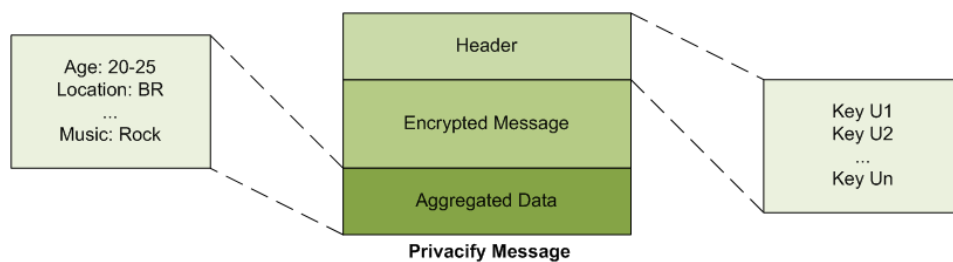 Age: 20-25
Location: BR
...
Music: Rock
Header
Encrypted Message
Aggregated Data
Privacify Message
Key U1
Key U2
...
Key Un